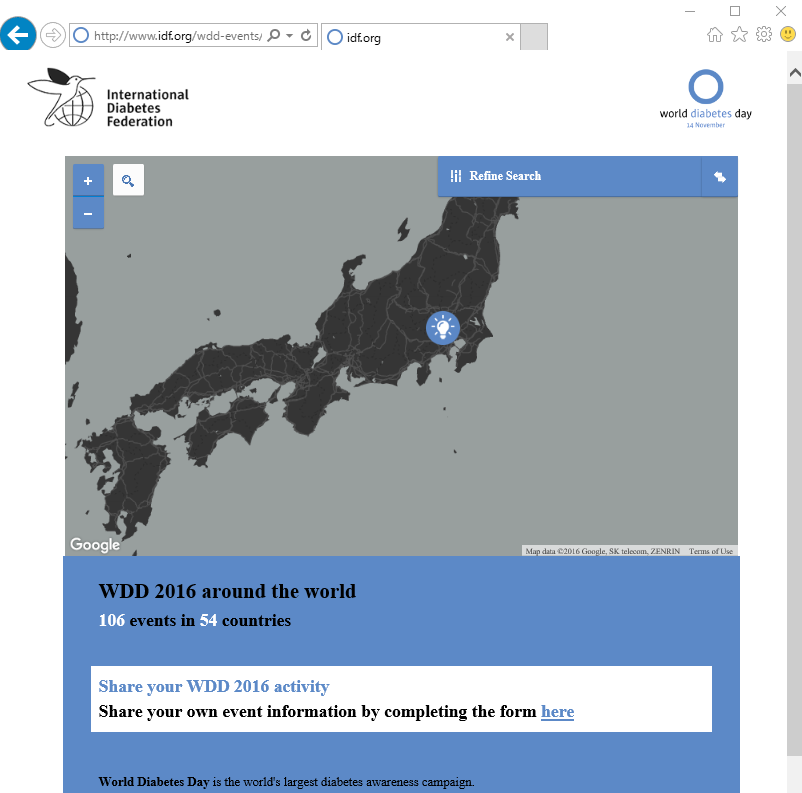 http://www.idf.org/wdd-events/
idf.org
International
Diabetes
Federation
world diabetes day
14 November
+
Refine Search
−
Google
Map data ©2016 Google, SK telecom, ZENRIN Terms of Use
WDD 2016 around the world
106 events in 54 countries
Share your WDD 2016 activity
Share your own event information by completing the form here
World Diabetes Day is the world's largest diabetes awareness campaign.